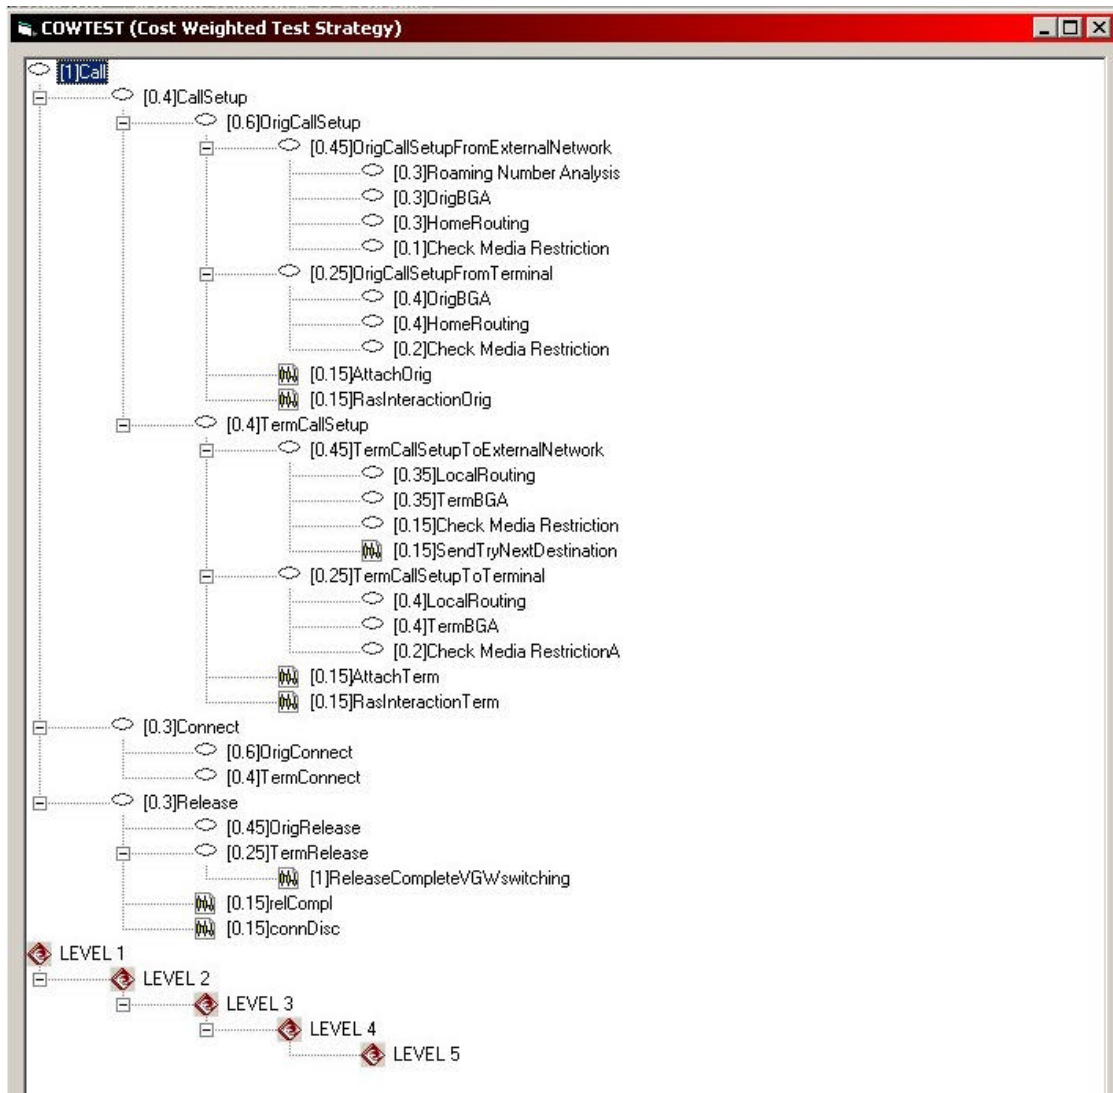 COWTEST (Cost Weighted Test Strategy)
[1]Call
[0.4]CallSetup
[0.6]OrigCallSetup
[0.45]OrigCallSetupFromExternalNetwork
[0.3]Roaming Number Analysis
[0.3]OrigBGA
[0.3]HomeRouting
[0.1]Check Media Restriction
[0.25]OrigCallSetupFromTerminal
[0.4]OrigBGA
[0.4]HomeRouting
[0.2]Check Media Restriction
[0.15]AttachOrig
[0.15]RasInteractionOrig
[0.4]TermCallSetup
[0.45]TermCallSetupToExternalNetwork
[0.35]LocalRouting
[0.35]TermBGA
[0.15]Check Media Restriction
[0.15]SendTryNextDestination
[0.25]TermCallSetupToTerminal
[0.4]LocalRouting
[0.4]TermBGA
[0.2]Check Media RestrictionA
[0.15]AttachTerm
[0.15]RasInteractionTerm
[0.3]Connect
[0.6]OrigConnect
[0.4]TermConnect
[0.3]Release
[0.45]OrigRelease
[0.25]TermRelease
[1]ReleaseCompleteVGWswitching
[0.15]relCompl
[0.15]connDisc
LEVEL 1
LEVEL 2
LEVEL 3
LEVEL 4
LEVEL 5